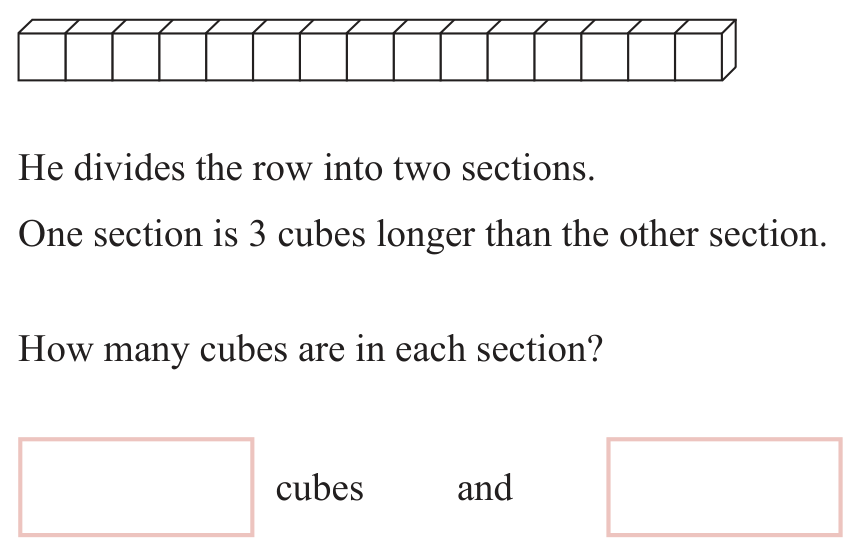 He divides the row into two sections.
One section is 3 cubes longer than the other section.
How many cubes are in each section?
cubes and